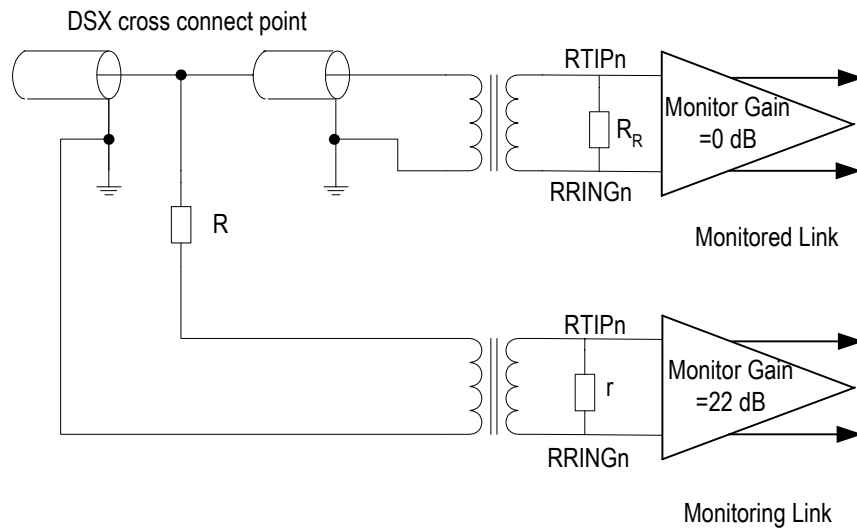 DSX cross connect point
RTIPn
Monitor Gain
=0 dB
R_R
RRINGn
Monitored Link
R
RTIPn
Monitor Gain
=22 dB
r
RRINGn
Monitoring Link